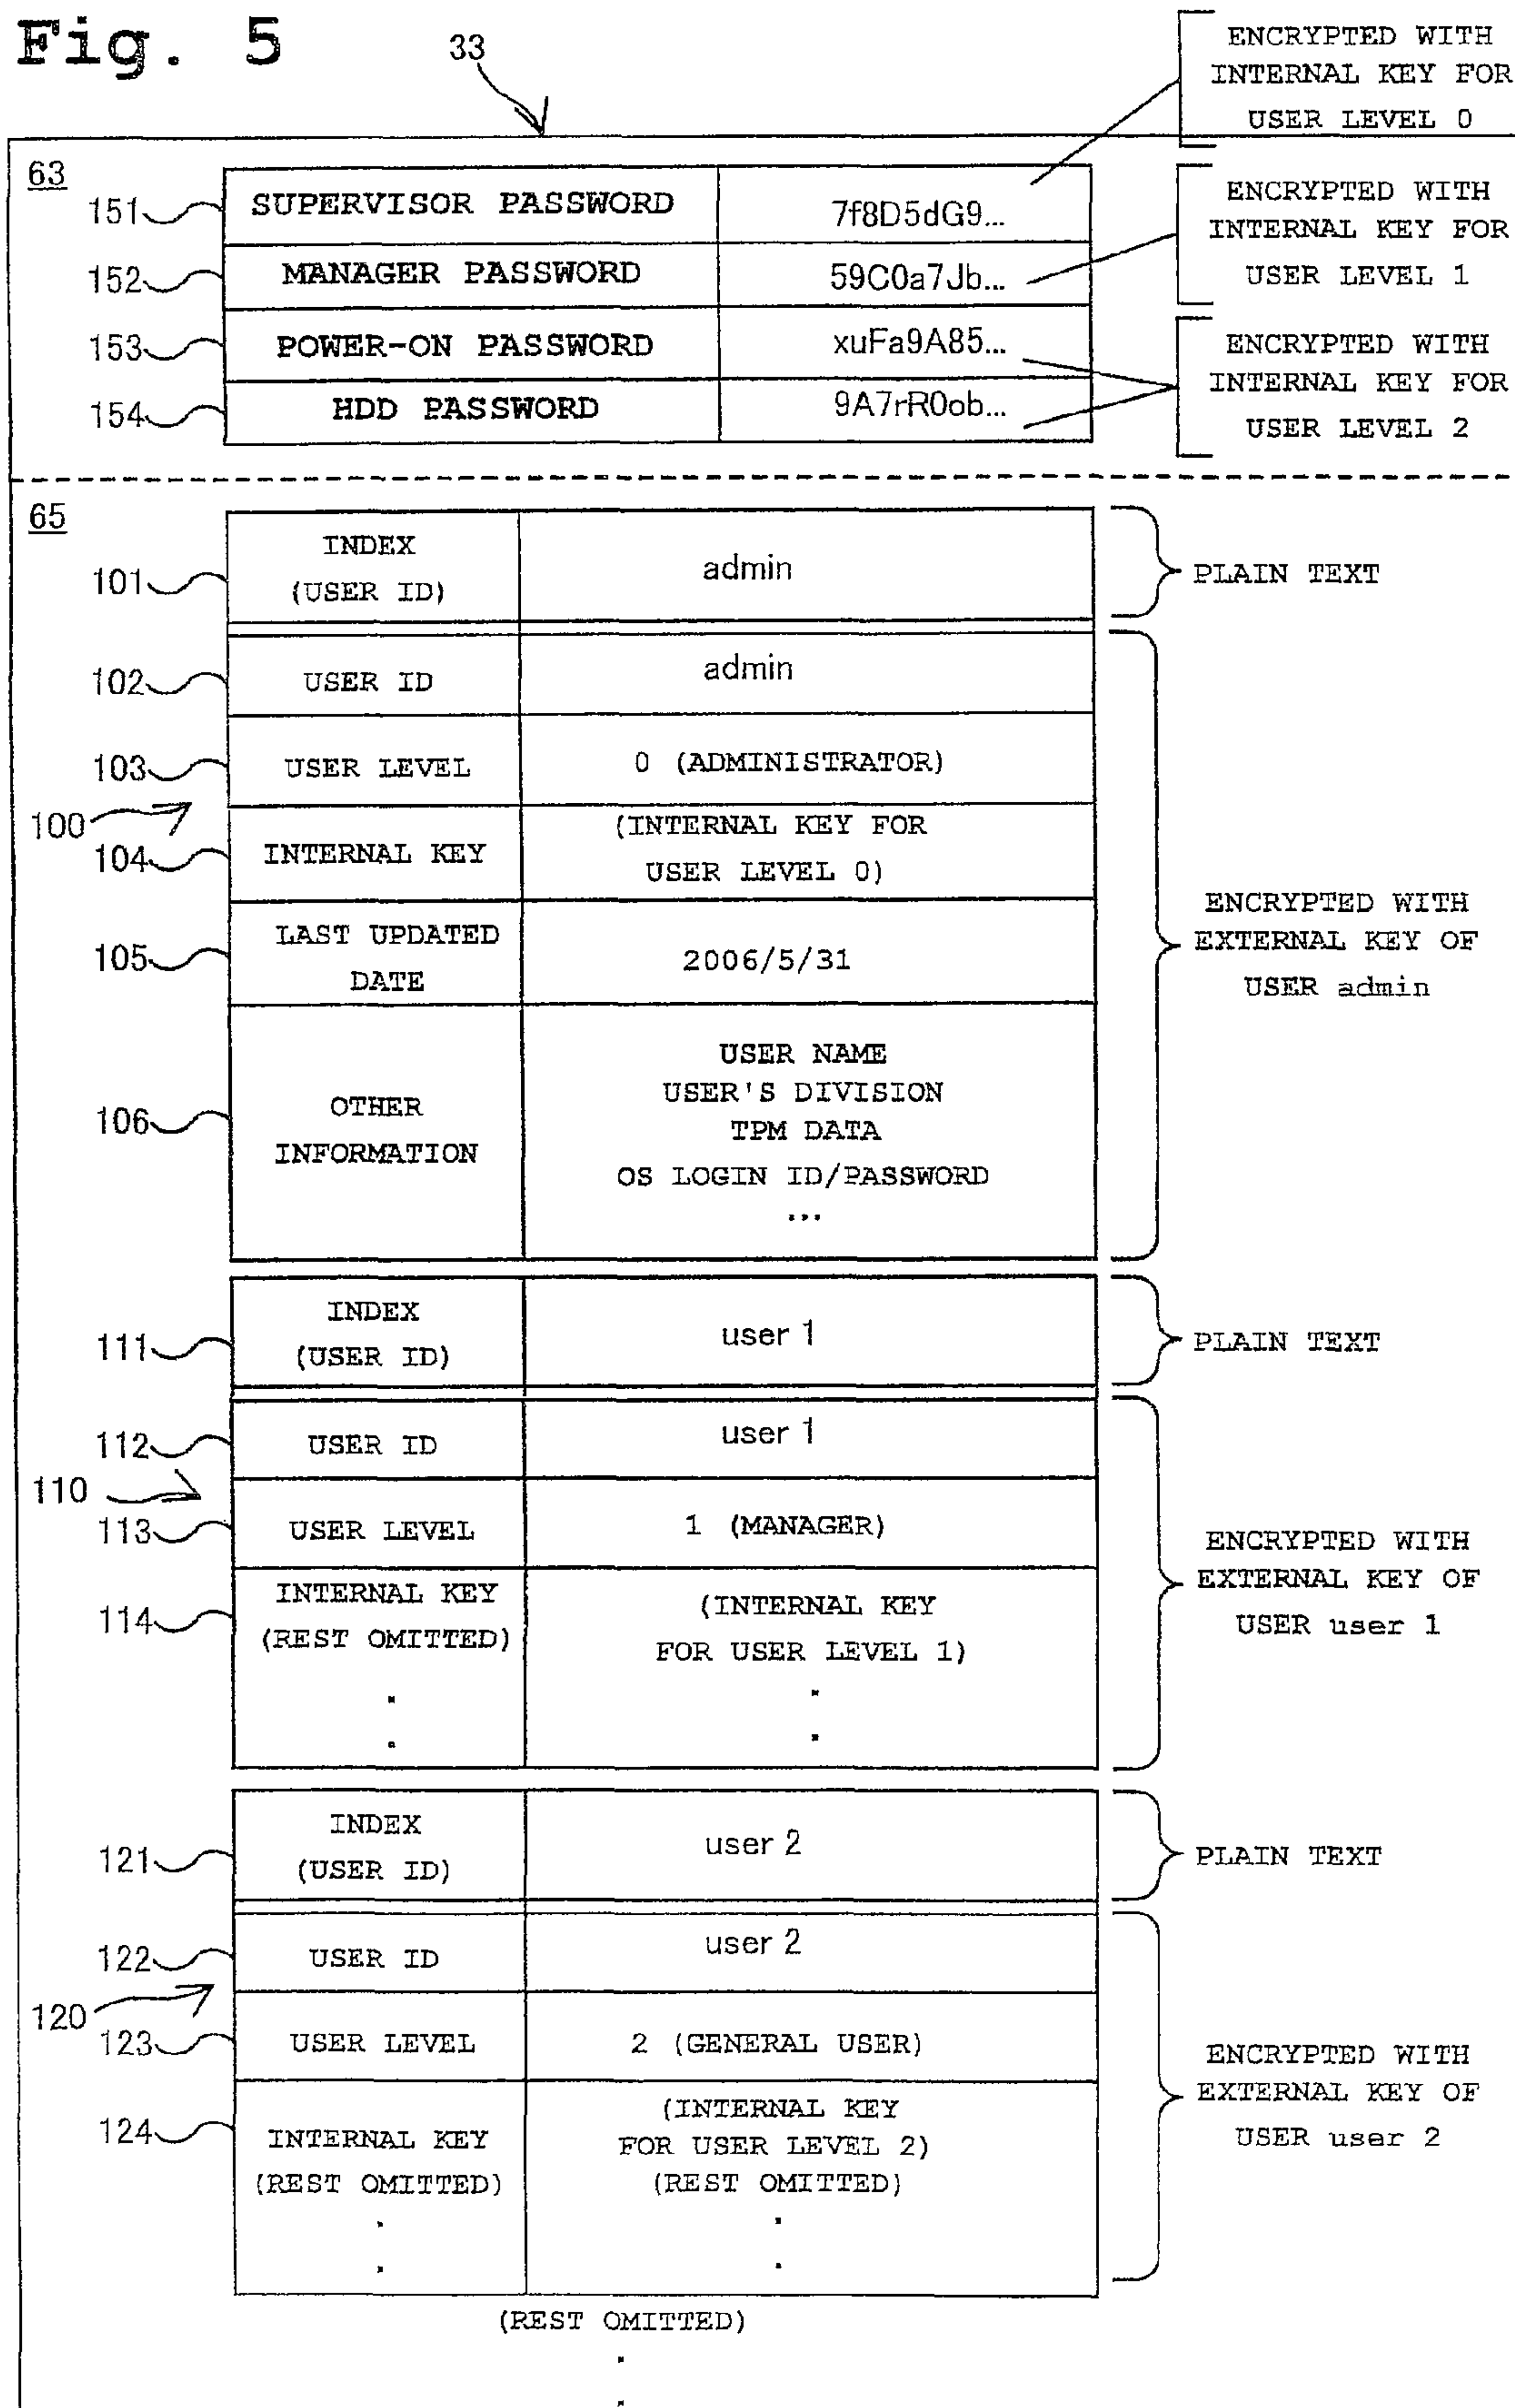 Fig. 5
33
ENCRYPTED WITH
INTERNAL KEY FOR
USER LEVEL 0
63
151
SUPERVISOR PASSWORD
7f8D5dG9...
ENCRYPTED WITH
INTERNAL KEY FOR
USER LEVEL 1
152
MANAGER PASSWORD
59C0a7Jb...
153
POWER-ON PASSWORD
xuFa9A85...
ENCRYPTED WITH
INTERNAL KEY FOR
USER LEVEL 2
154
HDD PASSWORD
9A7rR0ob...
65
101
INDEX
(USER ID)
admin
PLAIN TEXT
102
USER ID
admin
103
USER LEVEL
0 (ADMINISTRATOR)
100
104
INTERNAL KEY
(INTERNAL KEY FOR
USER LEVEL 0)
ENCRYPTED WITH
EXTERNAL KEY OF
USER admin
105
LAST UPDATED
DATE
2006/5/31
106
OTHER
INFORMATION
USER NAME
USER'S DIVISION
TPM DATA
OS LOGIN ID/PASSWORD
...
111
INDEX
(USER ID)
user 1
PLAIN TEXT
112
USER ID
user 1
110
113
USER LEVEL
1 (MANAGER)
ENCRYPTED WITH
EXTERNAL KEY OF
USER user 1
114
INTERNAL KEY
(REST OMITTED)
(INTERNAL KEY
FOR USER LEVEL 1)
121
INDEX
(USER ID)
user 2
PLAIN TEXT
122
USER ID
user 2
120
123
USER LEVEL
2 (GENERAL USER)
ENCRYPTED WITH
EXTERNAL KEY OF
USER user 2
124
INTERNAL KEY
(REST OMITTED)
(INTERNAL KEY
FOR USER LEVEL 2)
(REST OMITTED)
(REST OMITTED)